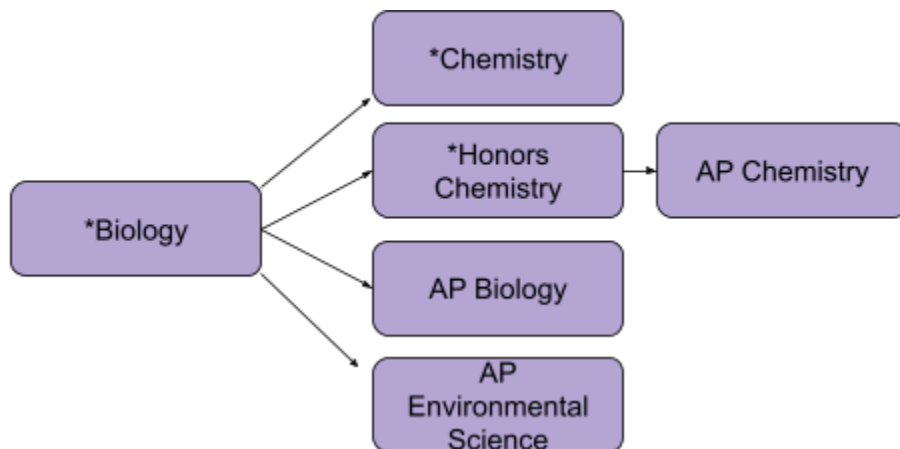 *Chemistry
*Honors
Chemistry
AP Chemistry
*Biology
AP Biology
AP
Environmental
Science